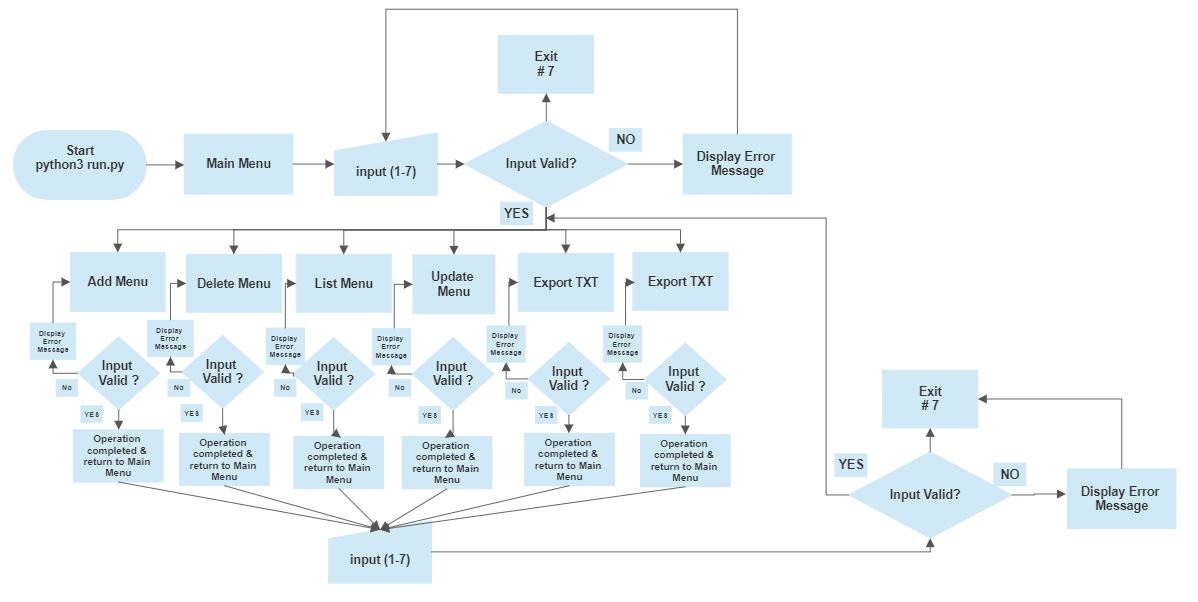 Exit
# 7
NO
Start
python3 run.py
Main Menu
input (1-7)
Input Valid?
Display Error
Message
YES
Add Menu
Delete Menu
List Menu
Update
Menu
Export TXT
Export TXT
Display
Error
Message
Display
Error
Message
Display
Error
Message
Display
Error
Message
Display
Error
Message
Display
Error
Message
Input
Valid ?
Input
Valid ?
Input
Valid ?
Input
Valid ?
Input
Valid ?
Input
Valid ?
No
No
No
No
No
No
YES
YES
YES
YES
YES
YES
Operation
completed &
return to Main
Menu
Operation
completed &
return to Main
Menu
Operation
completed &
return to Main
Menu
Operation
completed &
return to Main
Menu
Operation
completed &
return to Main
Menu
Operation
completed &
return to Main
Menu
input (1-7)
Exit
# 7
YES
NO
Input Valid?
Display Error
Message